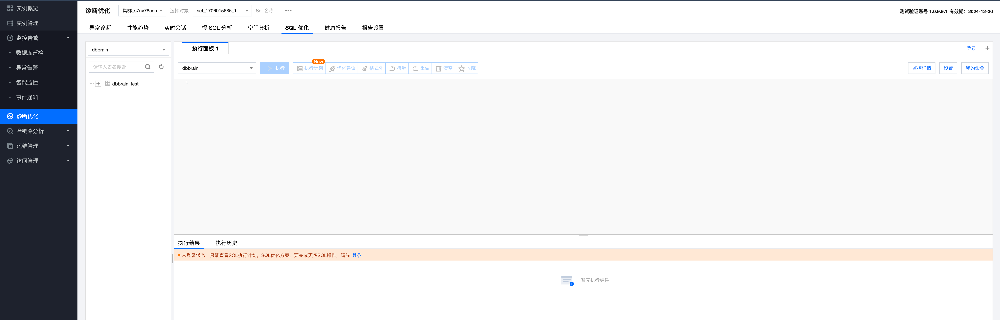 实例概览
实例管理
监控告警
数据库巡检
异常告警
智能监控
事件通知
诊断优化
全链路分析
运维管理
访问管理
诊断优化 集群_s7ny78ccn 选择对象 set_1706015685_1 Set 名称
测试验证账号 1.0.9.9.1 有效期：2024-12-30
异常诊断 性能趋势 实时会话 慢 SQL 分析 空间分析 SQL 优化 健康报告 报告设置
dbbrain
请输入表名搜索
dbbrain_test
执行面板 1
登录
dbbrain 执行 执行计划 New 优化建议 格式化 撤销 重做 清空 收藏
监控详情 设置 我的命令
1
执行结果 执行历史
未登录状态，只能查看SQL执行计划，SQL优化方案，要完成更多SQL操作，请先 登录
暂无执行结果